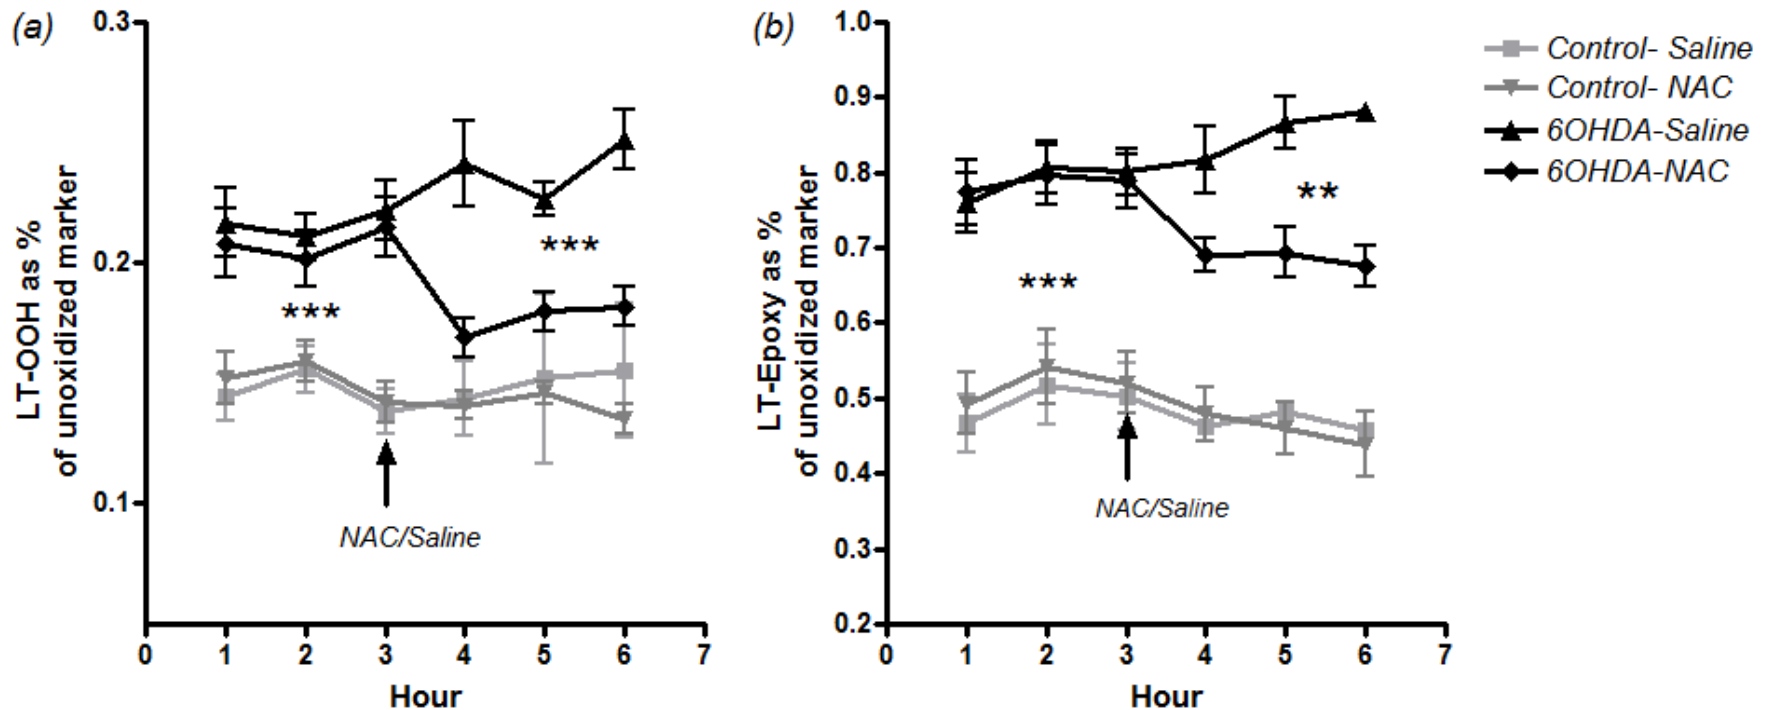 (a)
0.3
0.2
0.1
LT-OOH as %
of unoxidized marker
***
***
NAC/Saline
0 1 2 3 4 5 6 7
Hour
(b)
1.0
0.9
0.8
0.7
0.6
0.5
0.4
0.3
0.2
LT-Epoxy as %
of unoxidized marker
***
**
NAC/Saline
0 1 2 3 4 5 6 7
Hour
Control- Saline
Control- NAC
6OHDA-Saline
6OHDA-NAC